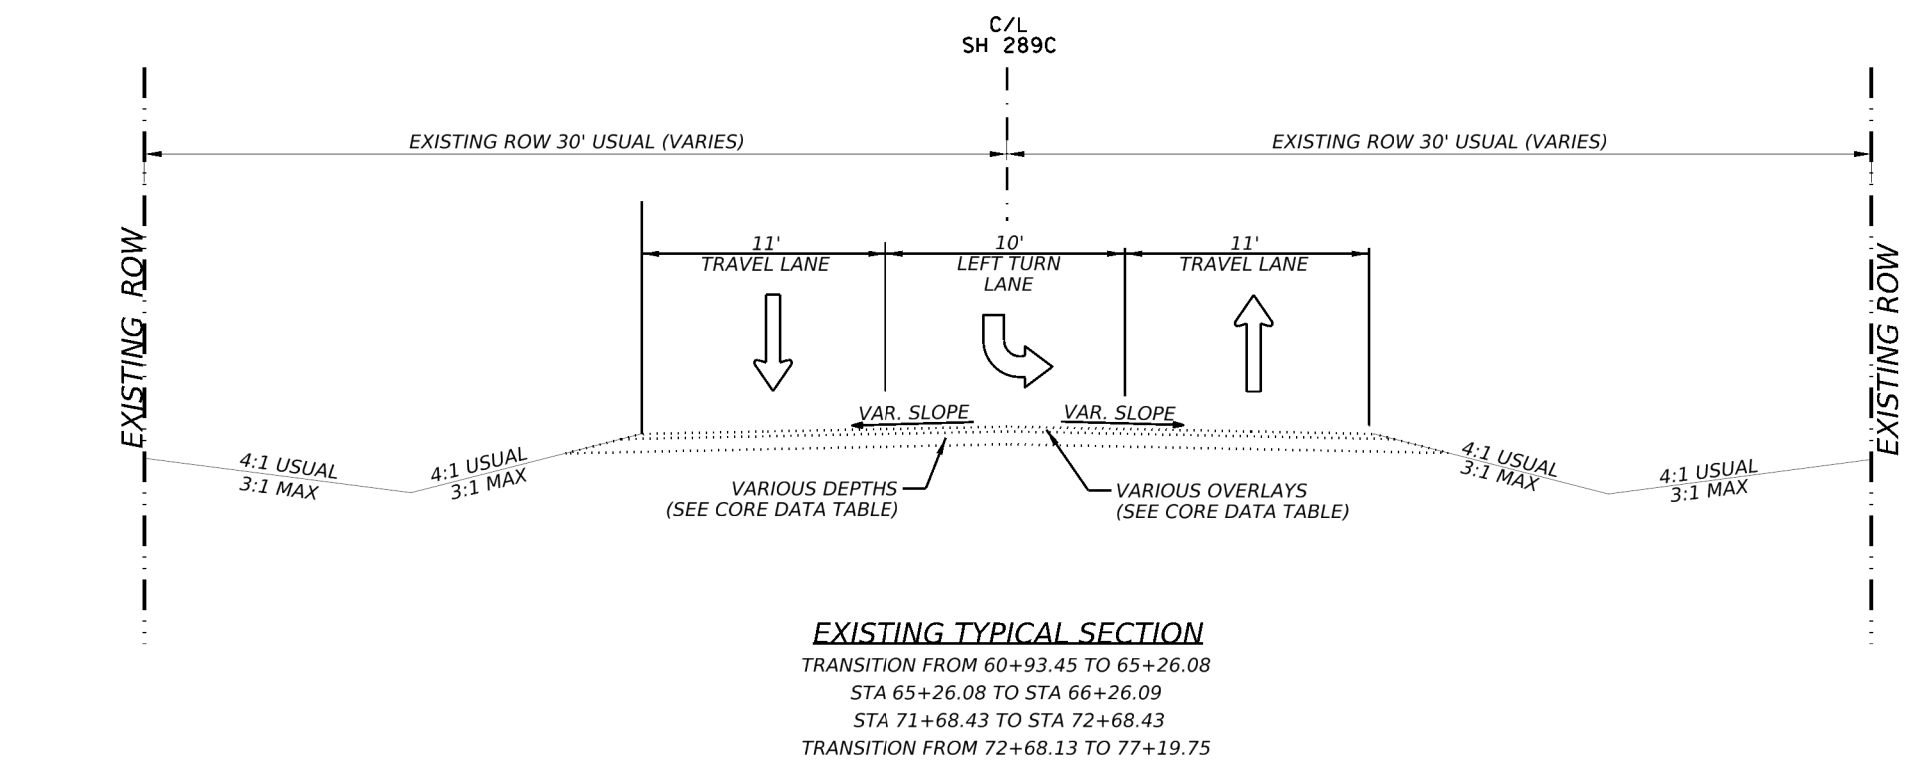 C/L
SH 289C
EXISTING ROW 30' USUAL (VARIES)
EXISTING ROW 30' USUAL (VARIES)
EXISTING ROW
11'
TRAVEL LANE
10'
LEFT TURN
LANE
11'
TRAVEL LANE
EXISTING ROW
VAR. SLOPE
VAR. SLOPE
4:1 USUAL
3:1 MAX
4:1 USUAL
3:1 MAX
4:1 USUAL
3:1 MAX
4:1 USUAL
3:1 MAX
VARIOUS DEPTHS
(SEE CORE DATA TABLE)
VARIOUS OVERLAYS
(SEE CORE DATA TABLE)
EXISTING TYPICAL SECTION
TRANSITION FROM 60+93.45 TO 65+26.08
STA 65+26.08 TO STA 66+26.09
STA 71+68.43 TO STA 72+68.43
TRANSITION FROM 72+68.13 TO 77+19.75